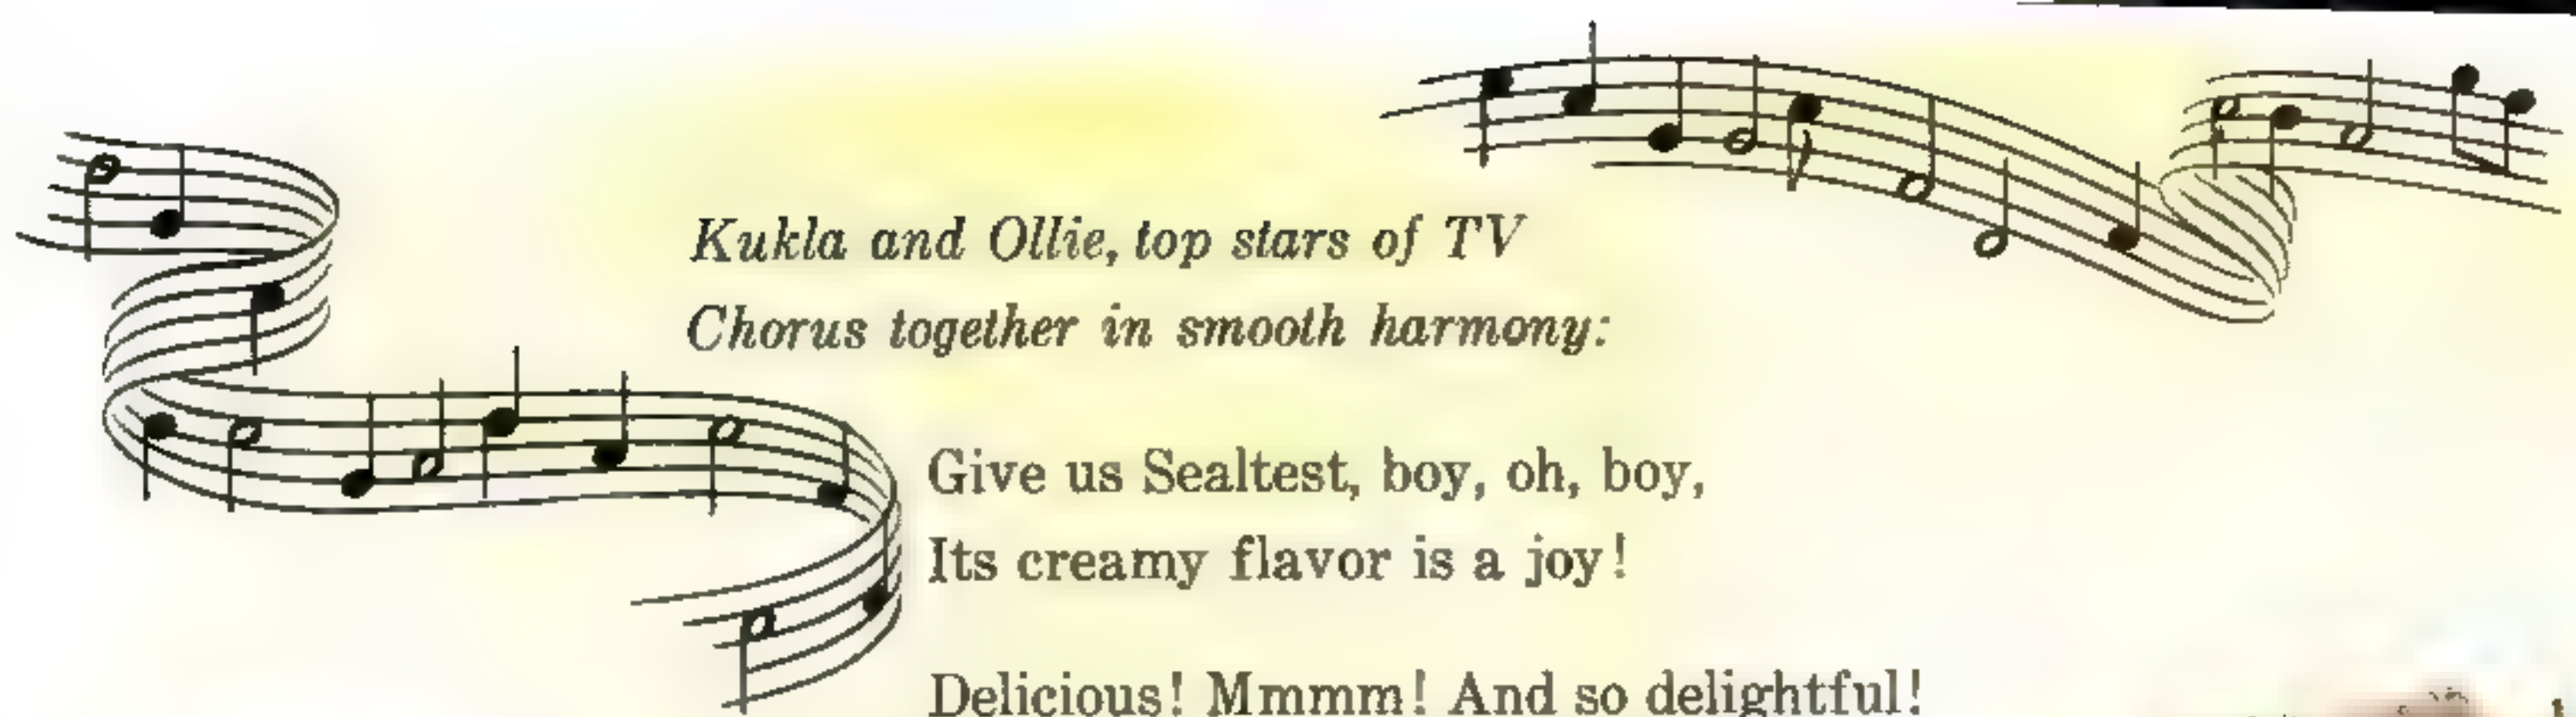 Kukla and Ollie, top stars of TV
Chorus together in smooth harmony:
Give us Sealtest, boy, oh, boy,
Its creamy flavor is a joy!
Delicious! Mmmm! And so delightful!